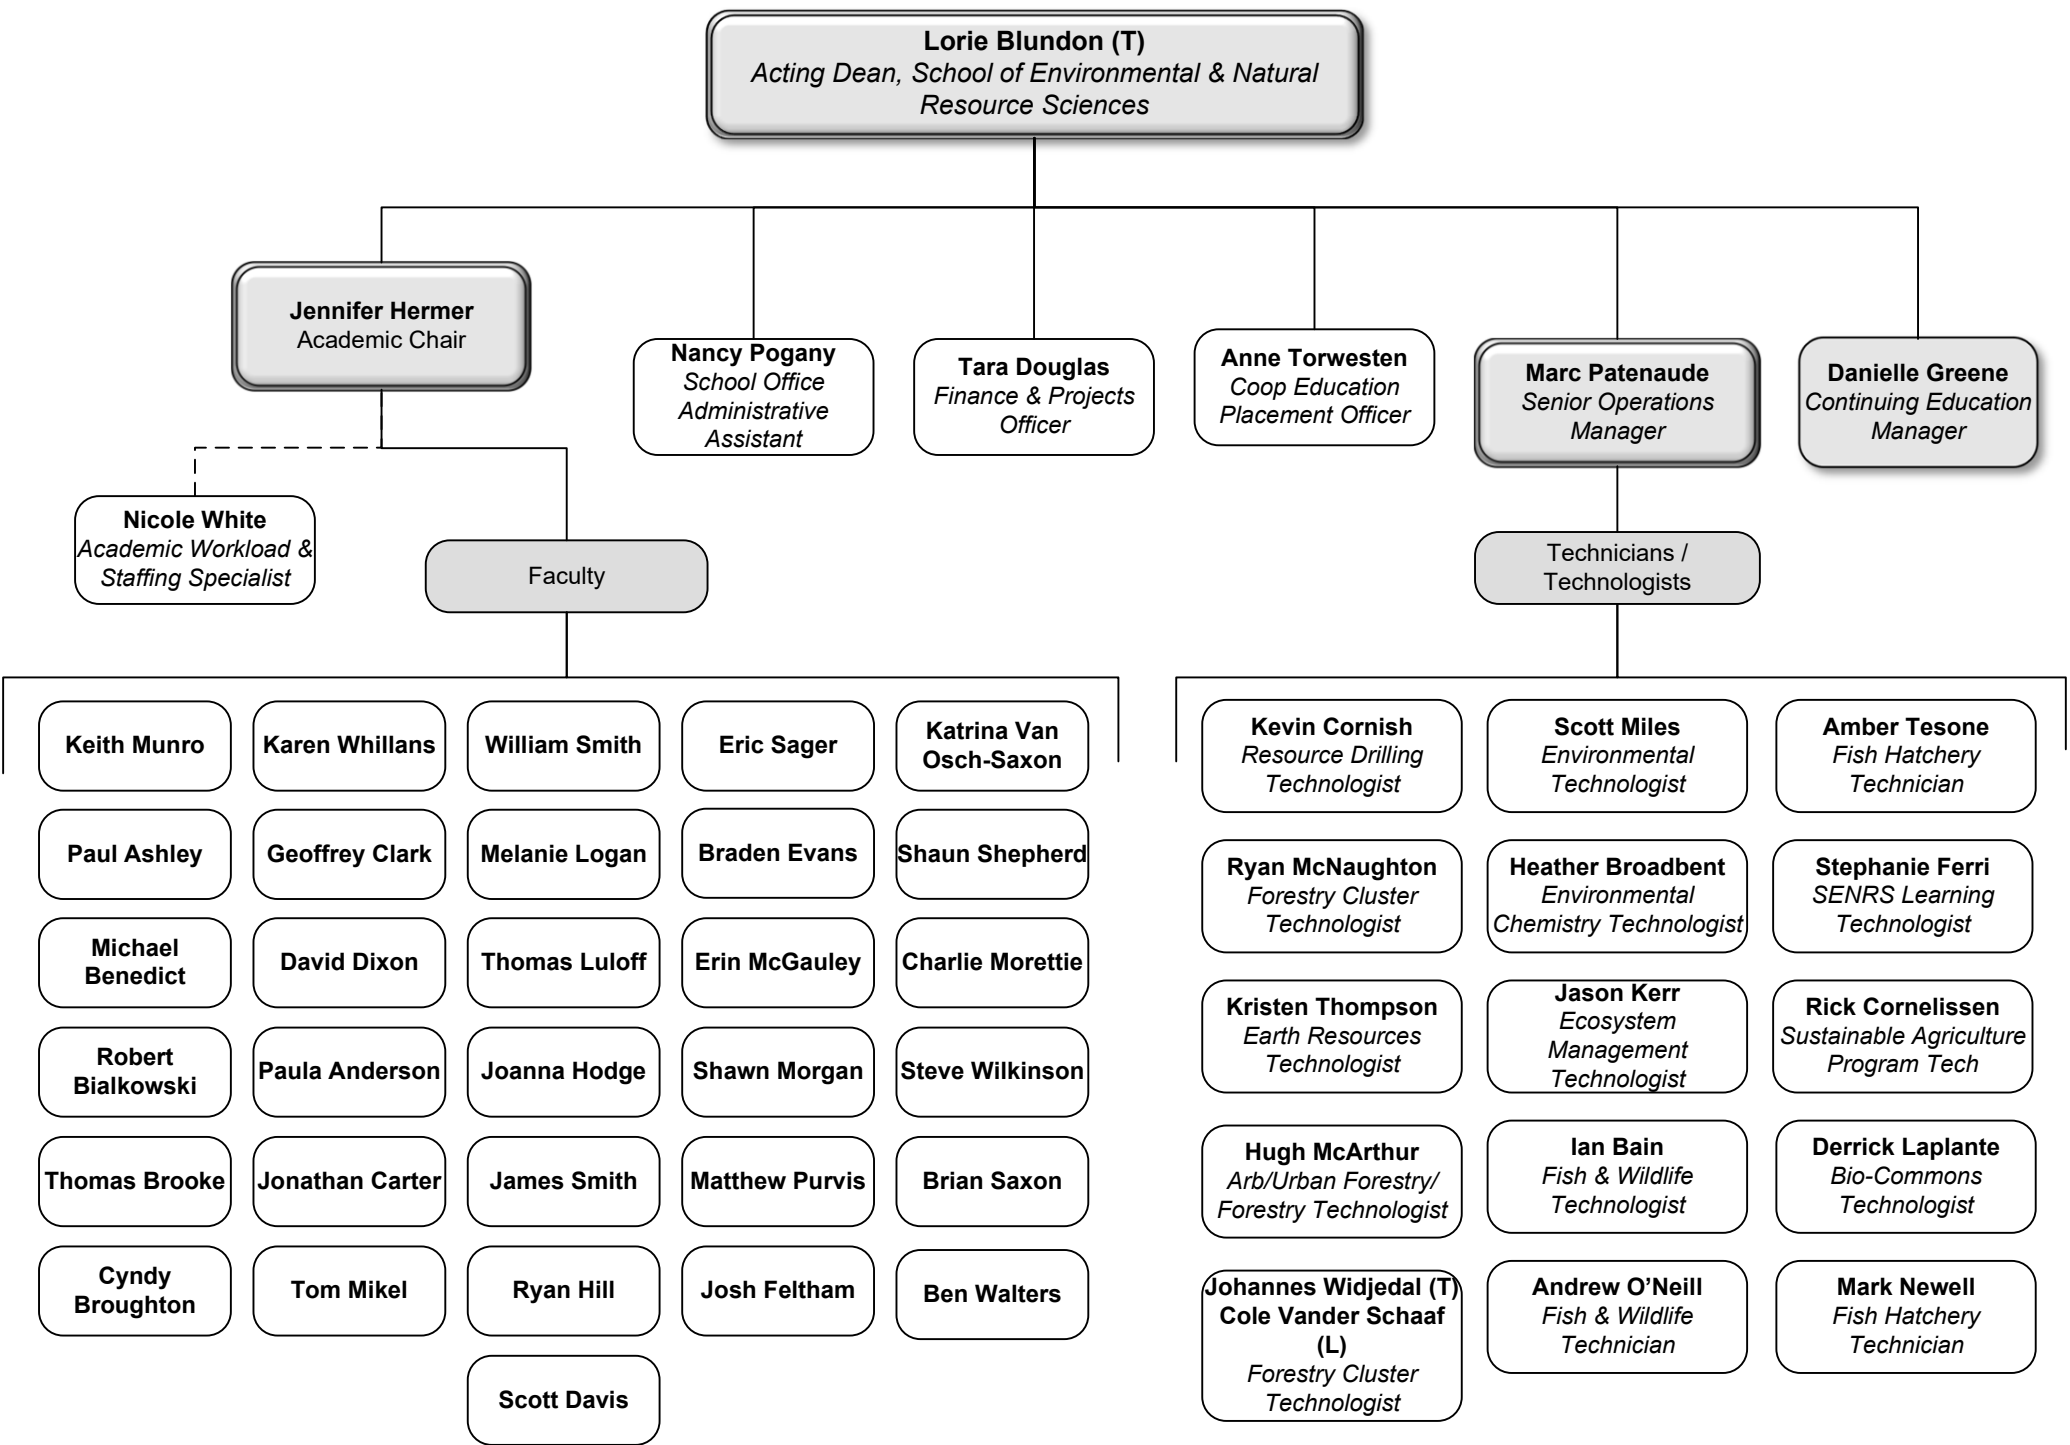 Lorie Blundon (T)
Acting Dean, School of Environmental & Natural
Resource Sciences
Jennifer Hermer
Academic Chair
Nancy Pogany
School Office
Administrative
Assistant
Tara Douglas
Finance & Projects
Officer
Anne Torwesten
Coop Education
Placement Officer
Marc Patenaude
Senior Operations
Manager
Danielle Greene
Continuing Education
Manager
Nicole White
Academic Workload &
Staffing Specialist
Faculty
Technicians /
Technologists
Keith Munro
Karen Whillans
William Smith
Eric Sager
Katrina Van
Osch-Saxon
Paul Ashley
Geoffrey Clark
Melanie Logan
Braden Evans
Shaun Shepherd
Michael
Benedict
David Dixon
Thomas Luloff
Erin McGauley
Charlie Morettie
Robert
Bialkowski
Paula Anderson
Joanna Hodge
Shawn Morgan
Steve Wilkinson
Thomas Brooke
Jonathan Carter
James Smith
Matthew Purvis
Brian Saxon
Cyndy
Broughton
Tom Mikel
Ryan Hill
Josh Feltham
Ben Walters
Scott Davis
Kevin Cornish
Resource Drilling
Technologist
Scott Miles
Environmental
Technologist
Amber Tesone
Fish Hatchery
Technician
Ryan McNaughton
Forestry Cluster
Technologist
Heather Broadbent
Environmental
Chemistry Technologist
Stephanie Ferri
SENRS Learning
Technologist
Kristen Thompson
Earth Resources
Technologist
Jason Kerr
Ecosystem
Management
Technologist
Rick Cornelissen
Sustainable Agriculture
Program Tech
Hugh McArthur
Arb/Urban Forestry/
Forestry Technologist
Ian Bain
Fish & Wildlife
Technologist
Derrick Laplante
Bio-Commons
Technologist
Johannes Widjedal (T)
Cole Vander Schaaf
(L)
Forestry Cluster
Technologist
Andrew O’Neill
Fish & Wildlife
Technician
Mark Newell
Fish Hatchery
Technician